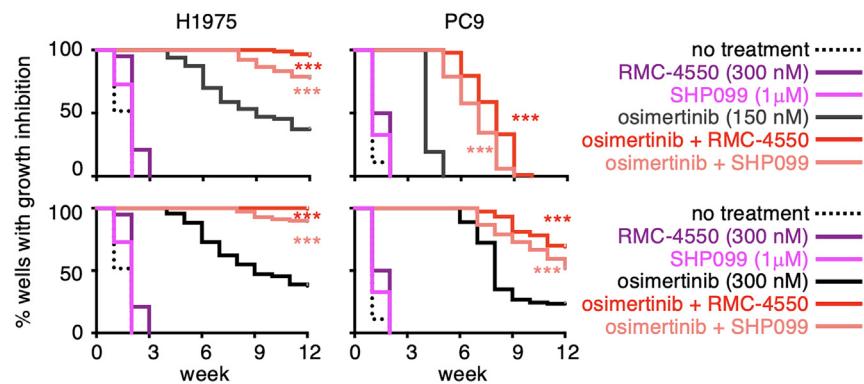 H1975 PC9
% wells with growth inhibition
100
50
0
***
***
***
***
no treatment
RMC-4550 (300 nM)
SHP099 (1μM)
osimertinib (150 nM)
osimertinib + RMC-4550
osimertinib + SHP099
100
50
0
***
***
***
***
0 3 6 9 12 0 3 6 9 12
week week
no treatment
RMC-4550 (300 nM)
SHP099 (1μM)
osimertinib (300 nM)
osimertinib + RMC-4550
osimertinib + SHP099